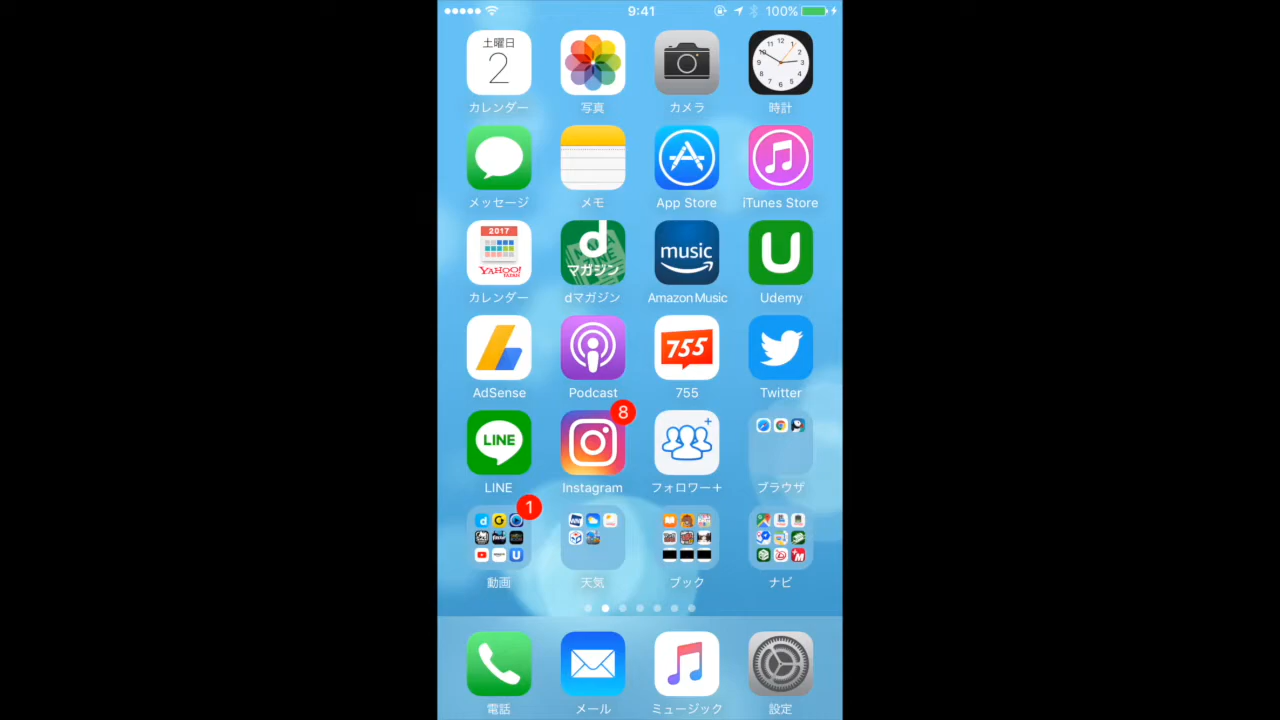 9:41
100%
土曜日
2
カレンダー
写真
カメラ
時計
メッセージ
メモ
App Store
iTunes Store
2017
YAHOO!
JAPAN
カレンダー
d
マガジン
dマガジン
music
Amazon Music
U
Udemy
AdSense
Podcast
755
755
Twitter
LINE
LINE
8
Instagram
フォロワー+
ブラウザ
1
動画
天気
ブック
ナビ
電話
メール
ミュージック
設定